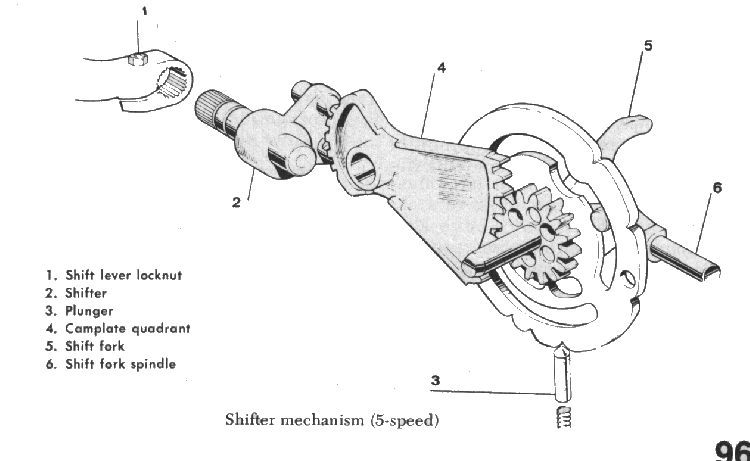 1
5
4
6
2
1. Shift lever locknut
2. Shifter
3. Plunger
4. Camplate quadrant
5. Shift fork
6. Shift fork spindle
3
Shifter mechanism (5-speed)
96